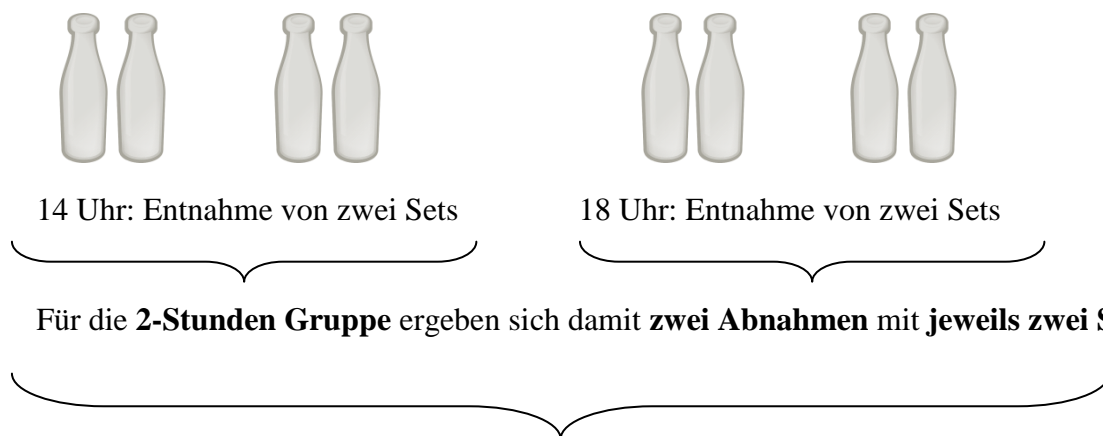 14 Uhr: Entnahme von zwei Sets 18 Uhr: Entnahme von zwei Sets
Für die 2-Stunden Gruppe ergeben sich damit zwei Abnahmen mit jeweils zwei